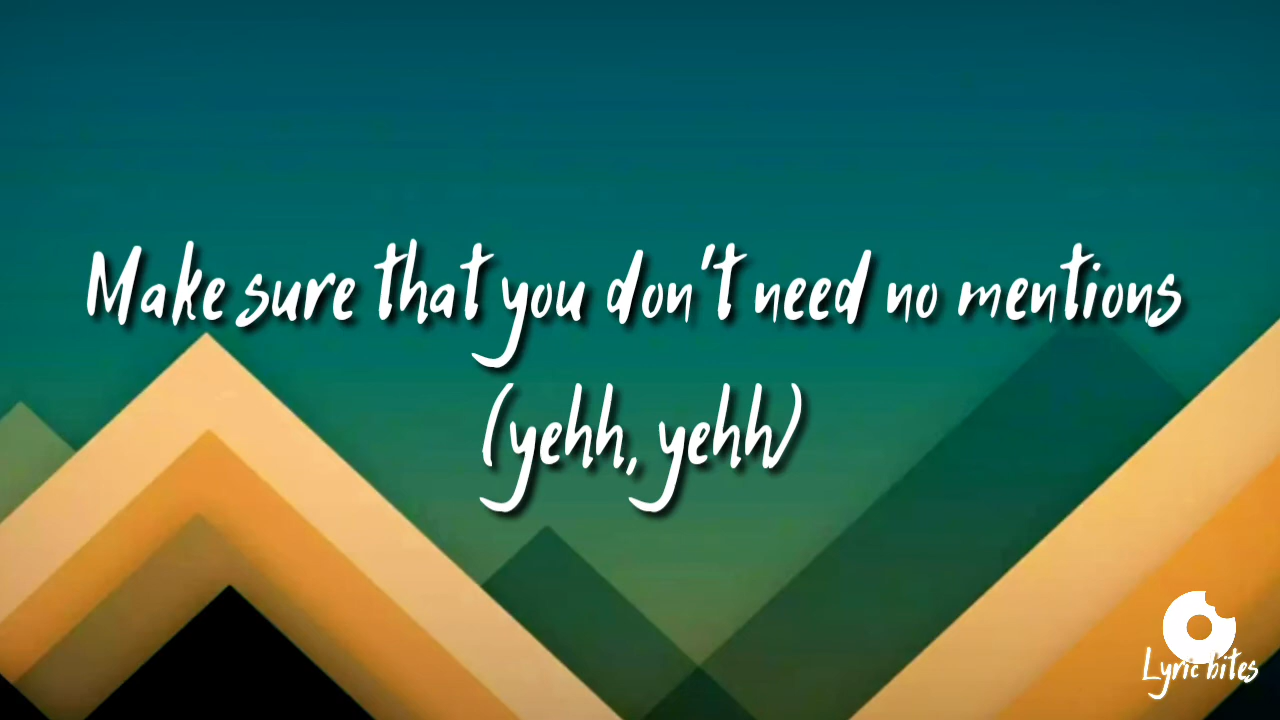 Make sure that you don't need no mentions
(yehh, yehh)
Lyric bites